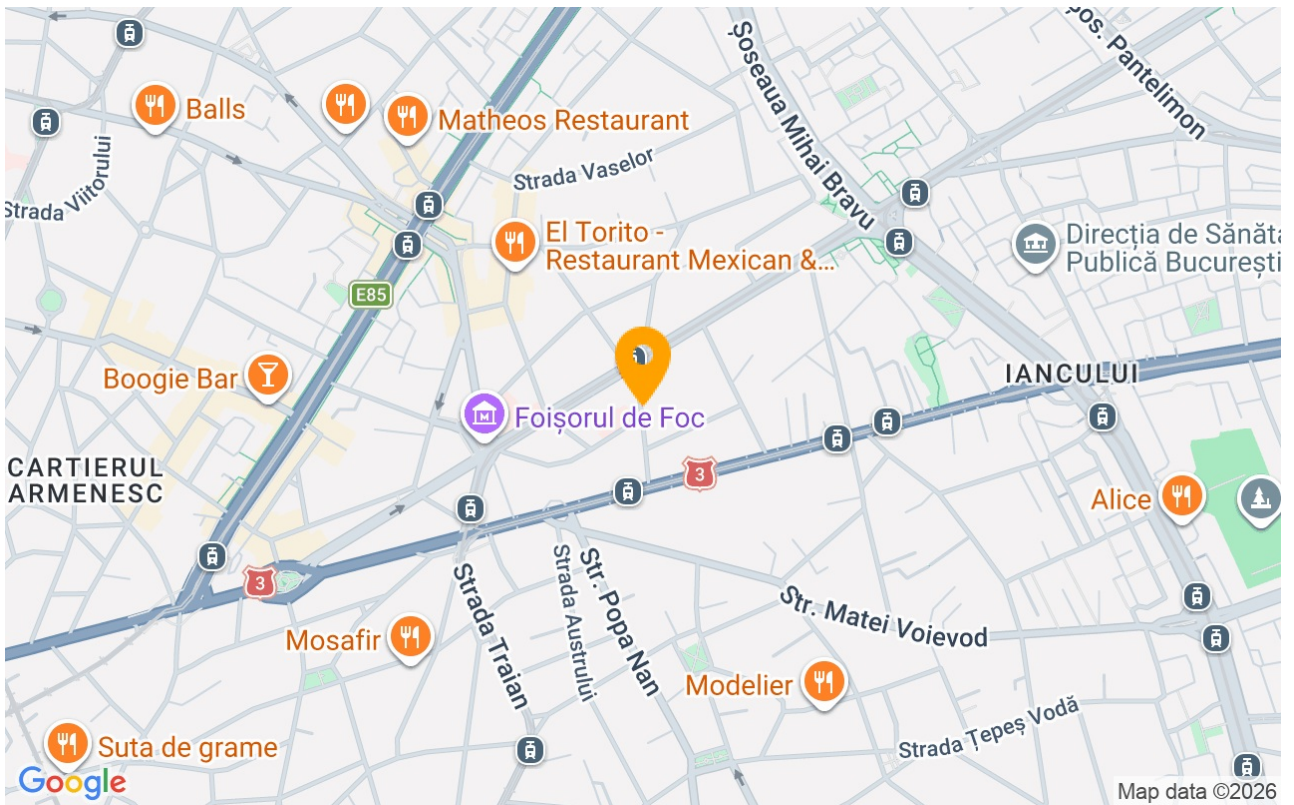 Balls
Matheos Restaurant
Șoseaua Mihai Bravu
Șos. Pantelimon
Strada Viitorului
Strada Vaselor
El Torito -
Restaurant Mexican &...
Direcția de Sănăta
Publică București
E85
Boogie Bar
IANCULUI
Foișorul de Foc
CARTIERUL
ARMENESC
3
Alice
3
Strada Traian
Strada Austrului
Str. Popa Nan
Str. Matei Voievod
Mosafir
Modelier
Strada Țepeș Vodă
Suta de grame
Google
Map data ©2026